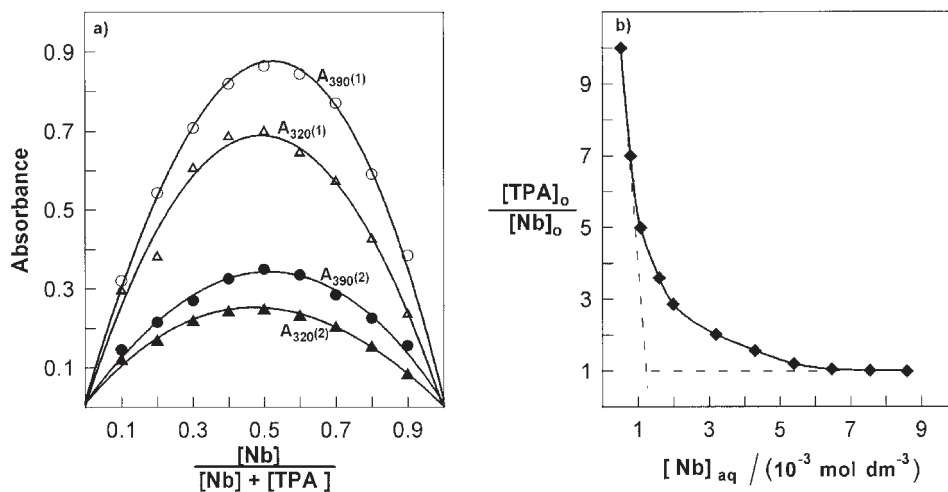 a)
0.9
0.7
0.5
0.3
0.1
Absorbance
A390(1)
A320(1)
A390(2)
A320(2)
0.1 0.3 0.5 0.7 0.9
[Nb]
[Nb] + [TPA]
b)
9
7
5
3
1
[TPA]o
[Nb]o
1 3 5 7 9
[Nb]aq / (10-3 mol dm-3)